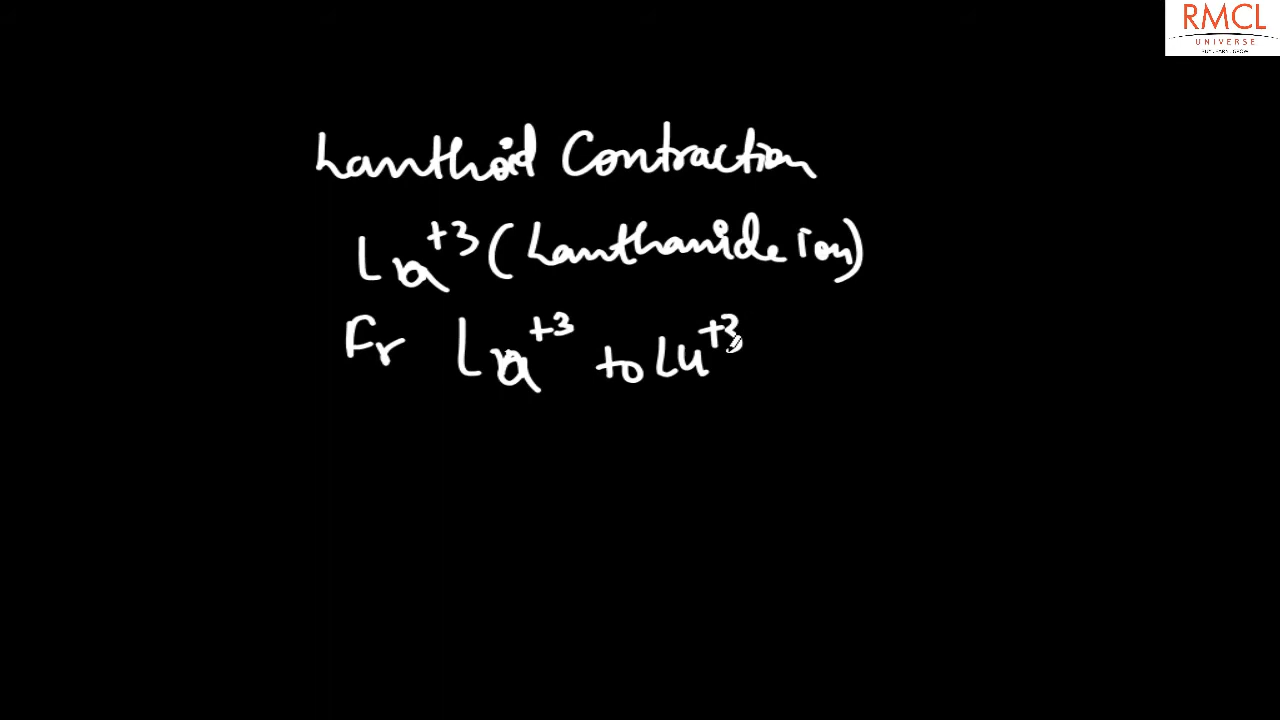 RMCL
UNIVERSE
Lanthoid Contraction
La+3 (Lanthanide ion)
Fr La+3 to Lu+3